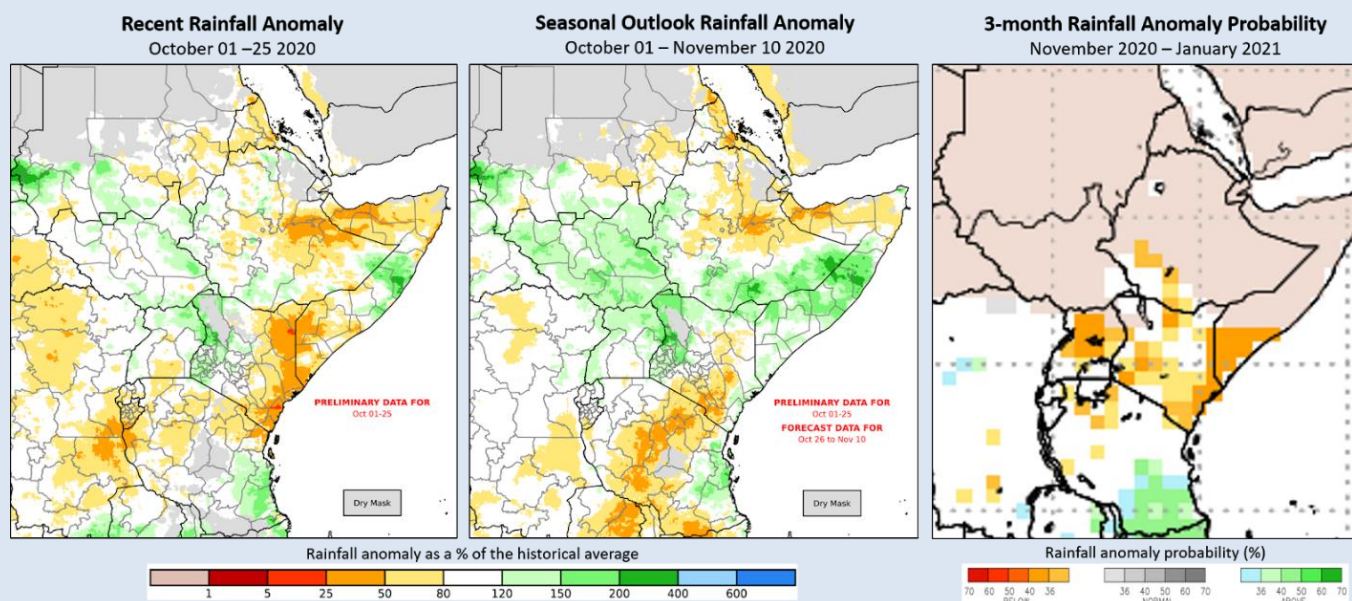 Recent Rainfall Anomaly
October 01 –25 2020
Seasonal Outlook Rainfall Anomaly
October 01 – November 10 2020
3-month Rainfall Anomaly Probability
November 2020 – January 2021
PRELIMINARY DATA FOR
Oct 01-25
Dry Mask
PRELIMINARY DATA FOR
Oct 01-25
FORECAST DATA FOR
Oct 26 to Nov 10
Dry Mask
Rainfall anomaly as a % of the historical average
1 5 25 50 80 120 150 200 400 600
Rainfall anomaly probability (%)
70 60 50 40 36 36 40 50 60 70 36 40 50 60 70
BELOW NORMAL ABOVE